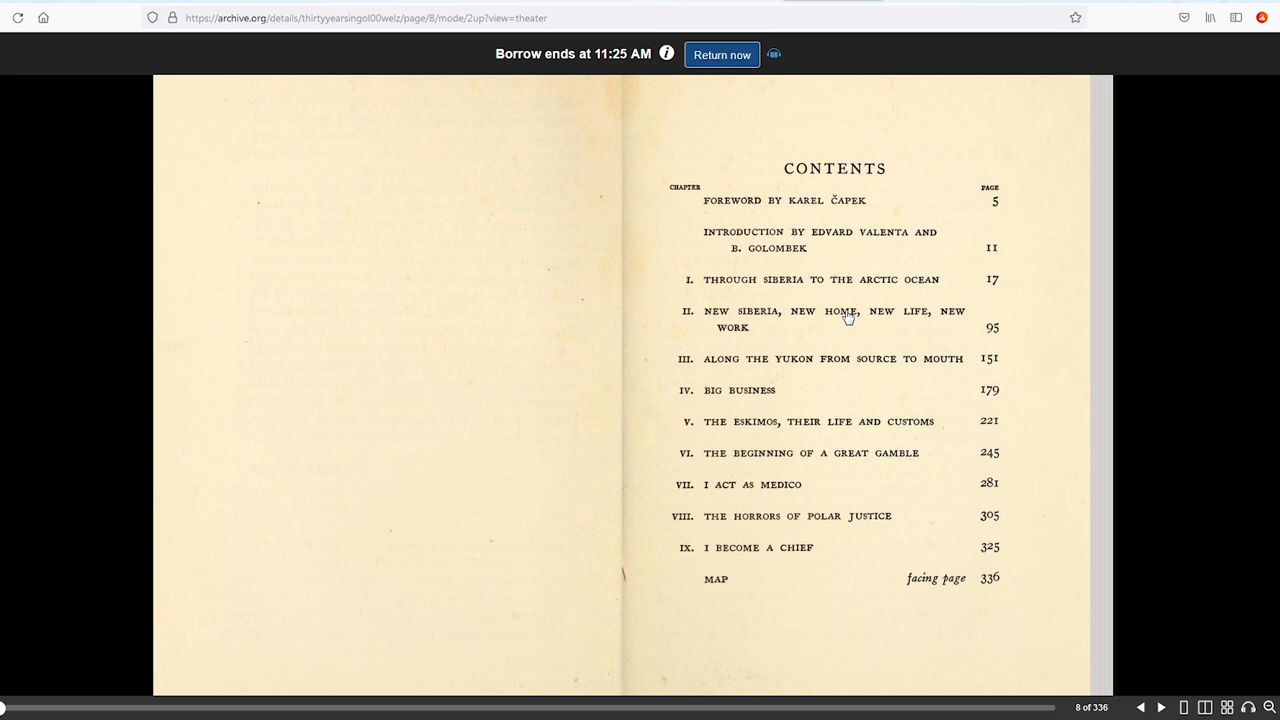 https://archive.org/details/thirtyyearsingol00welz/page/8/mode/2up?view=theater
Borrow ends at 11:25 AM i Return now
CONTENTS
CHAPTER PAGE
FOREWORD BY KAREL ČAPEK 5
INTRODUCTION BY EDVARD VALENTA AND
B. GOLOMBEK 11
I. THROUGH SIBERIA TO THE ARCTIC OCEAN 17
II. NEW SIBERIA, NEW HOME, NEW LIFE, NEW
WORK 95
III. ALONG THE YUKON FROM SOURCE TO MOUTH 151
IV. BIG BUSINESS 179
V. THE ESKIMOS, THEIR LIFE AND CUSTOMS 221
VI. THE BEGINNING OF A GREAT GAMBLE 245
VII. I ACT AS MEDICO 281
VIII. THE HORRORS OF POLAR JUSTICE 305
IX. I BECOME A CHIEF 325
MAP facing page 336
8 of 336